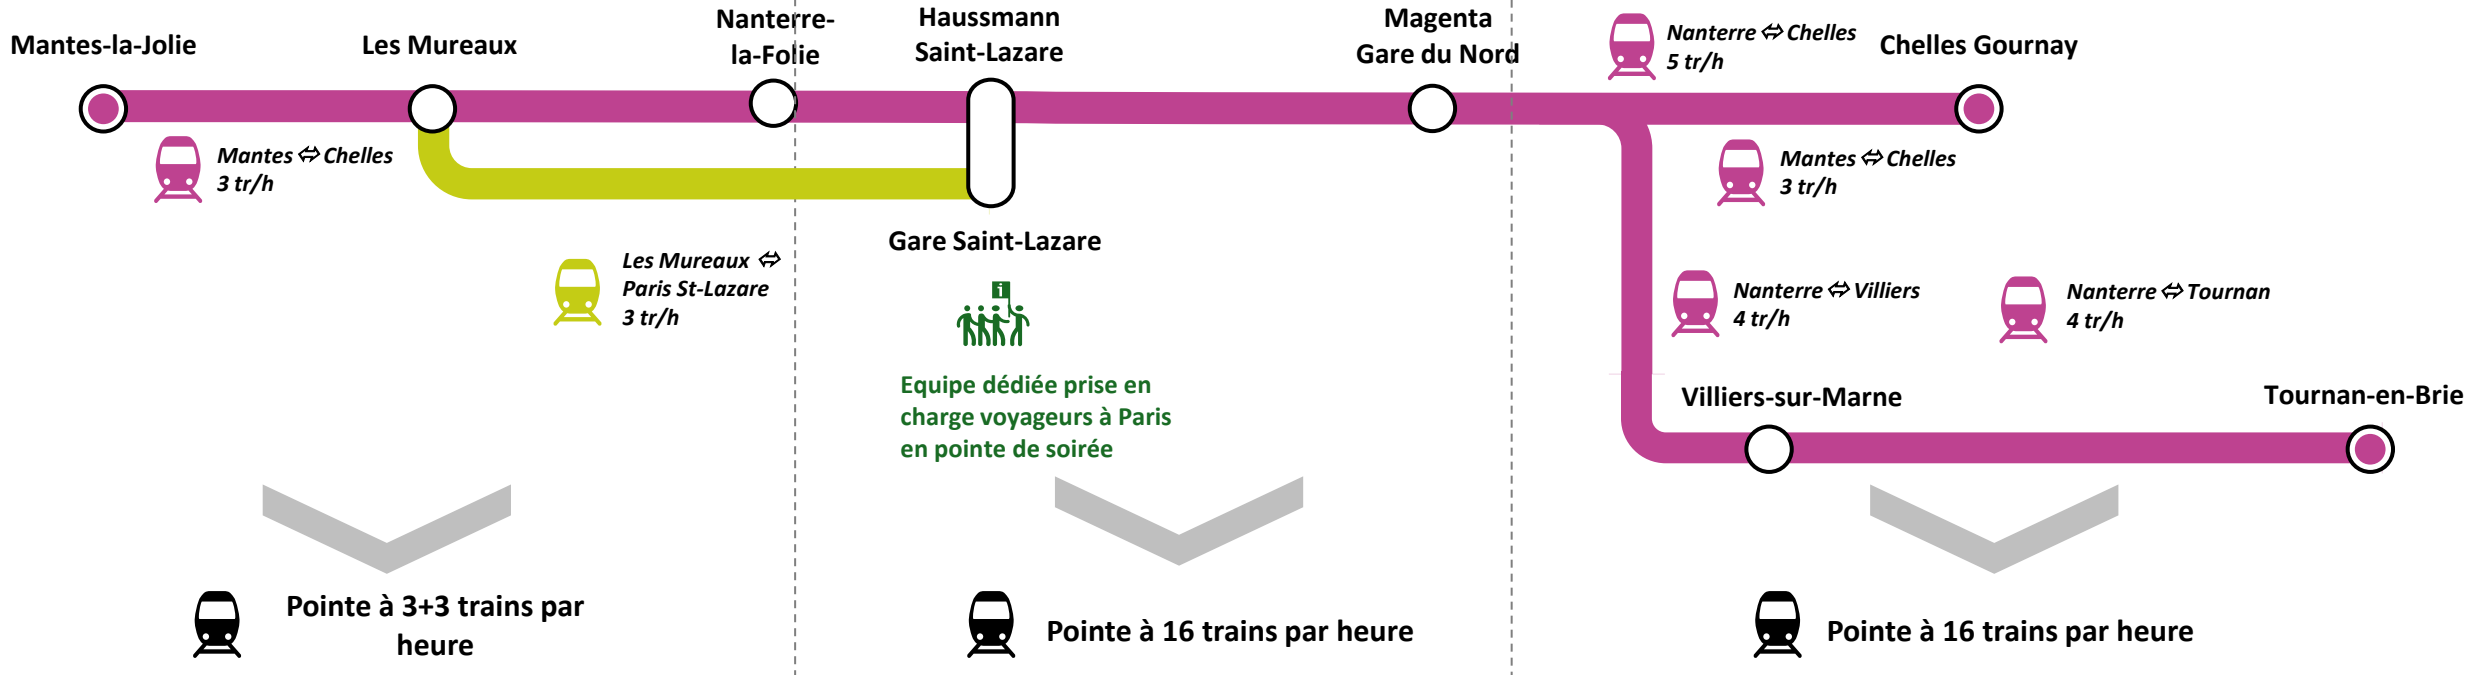 Mantes-la-Jolie
Les Mureaux
Nanterre-
la-Folie
Haussmann
Saint-Lazare
Magenta
Gare du Nord
Nanterre ⇔ Chelles
5 tr/h
Chelles Gournay
Mantes ⇔ Chelles
3 tr/h
Mantes ⇔ Chelles
3 tr/h
Gare Saint-Lazare
Les Mureaux ⇔
Paris St-Lazare
3 tr/h
i
Nanterre ⇔ Villiers
4 tr/h
Nanterre ⇔ Tournan
4 tr/h
Equipe dédiée prise en
charge voyageurs à Paris
en pointe de soirée
Villiers-sur-Marne
Tournan-en-Brie
Pointe à 3+3 trains par
heure
Pointe à 16 trains par heure
Pointe à 16 trains par heure